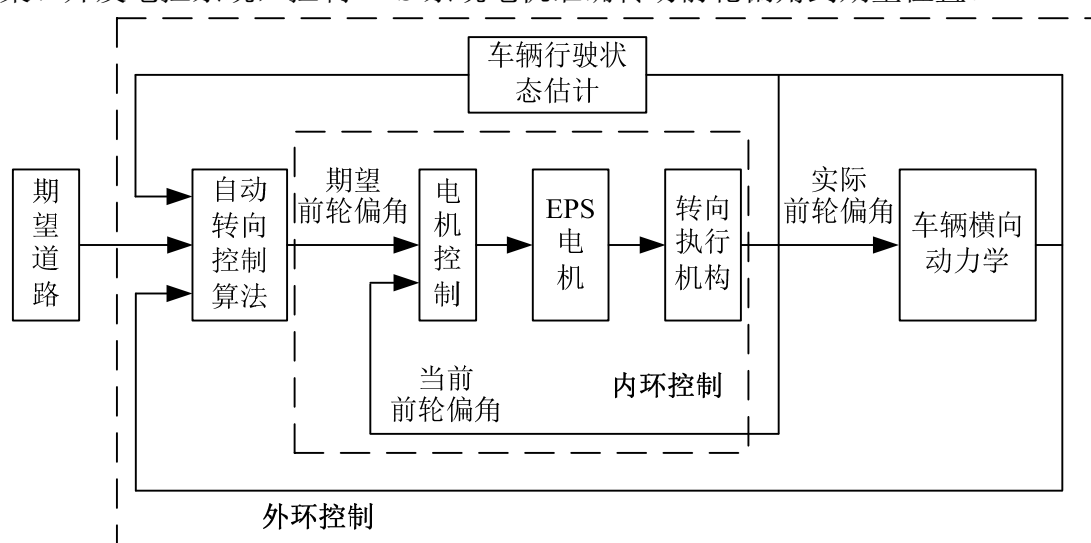 车辆行驶状
态估计
期
望
道
路
自动
转向
控制
算法
期望
前轮偏角
电
机
控
制
EPS
电
机
转向
执行
机构
实际
前轮偏角
车辆横向
动力学
当前
前轮偏角
内环控制
外环控制